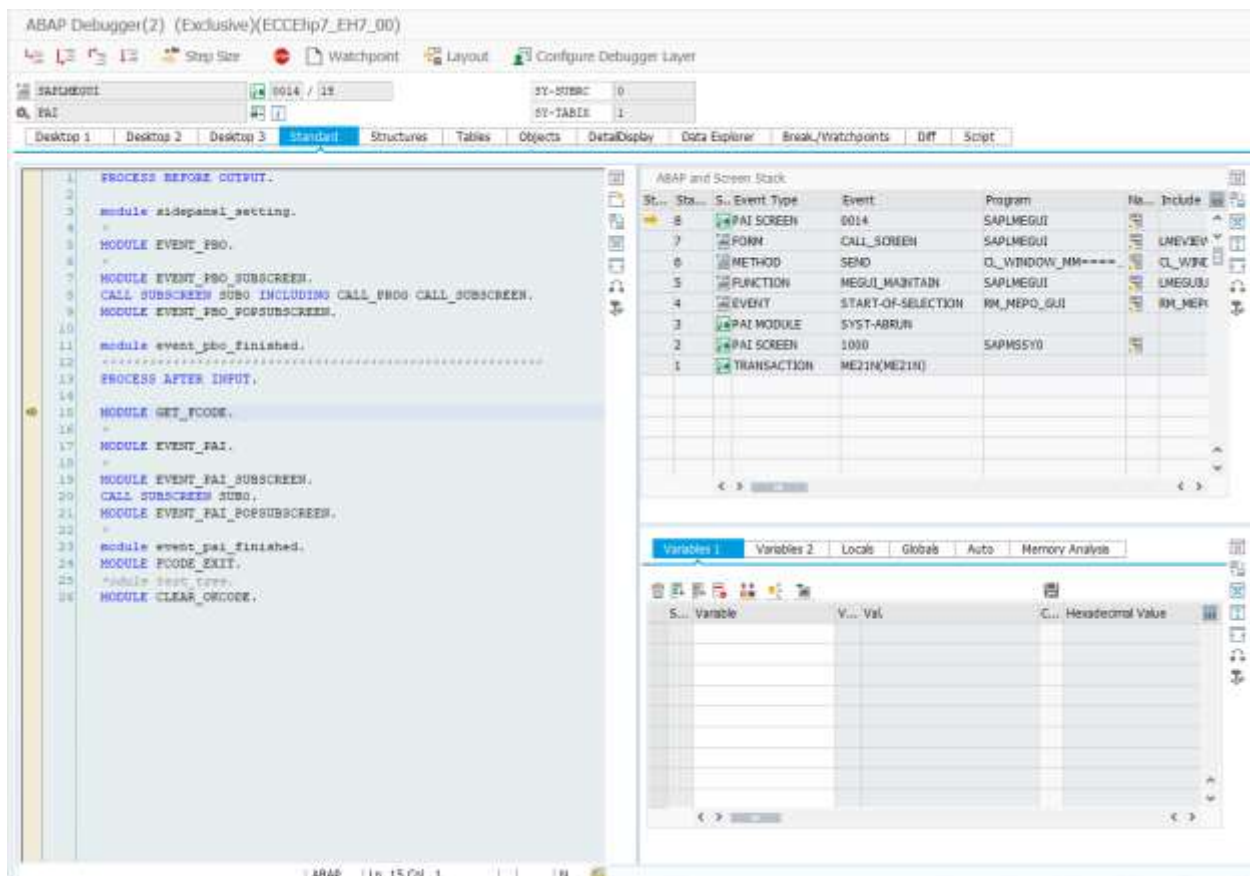 ABAP Debugger(2) (Exclusive)(ECCEhp7_EH7_00)
Step Size Watchpoint Layout Configure Debugger Layer
SAPLMEGUI 0014 / 15 SY-SUBRC 0
PAI SY-TABIX 1
Desktop 1 Desktop 2 Desktop 3 Standard Structures Tables Objects DetailDisplay Data Explorer Break./Watchpoints Diff Script
1 PROCESS BEFORE OUTPUT.
2
3 module sidepanel_setting.
4 *
5 MODULE EVENT_PBO.
6 *
7 MODULE EVENT_PBO_SUBSCREEN.
8 CALL SUBSCREEN SUB0 INCLUDING CALL_PROG CALL_SUBSCREEN.
9 MODULE EVENT_PBO_POPSUBSCREEN.
10
11 module event_pbo_finished.
12
13 PROCESS AFTER INPUT.
14
15 MODULE GET_FCODE.
16 *
17 MODULE EVENT_PAI.
18 *
19 MODULE EVENT_PAI_SUBSCREEN.
20 CALL SUBSCREEN SUB0.
21 MODULE EVENT_PAI_POPSUBSCREEN.
22 *
23 module event_pai_finished.
24 MODULE FCODE_EXIT.
25 test_tree.
26 MODULE CLEAR_OKCODE.
ABAP Ln 15 Col 1
ABAP and Screen Stack
St... Sta... S.. Event Type Event Program Na... Include
8 PAI SCREEN 0014 SAPLMEGUI
7 FORM CALL_SCREEN SAPLMEGUI LMEVIEV
6 METHOD SEND CL_WINDOW_MM====... CL_WIND
5 FUNCTION MEGUI_MAINTAIN SAPLMEGUI
4 EVENT START-OF-SELECTION RM_MEPO_GUI RM_MEP
3 PAI MODULE SYST-ABRUN
2 PAI SCREEN 1000 SAPMSSY0
1 TRANSACTION ME21N(ME21N)
Variables 1 Variables 2 Locals Globals Auto Memory Analysis
S... Variable V... Val. C... Hexadecimal Value